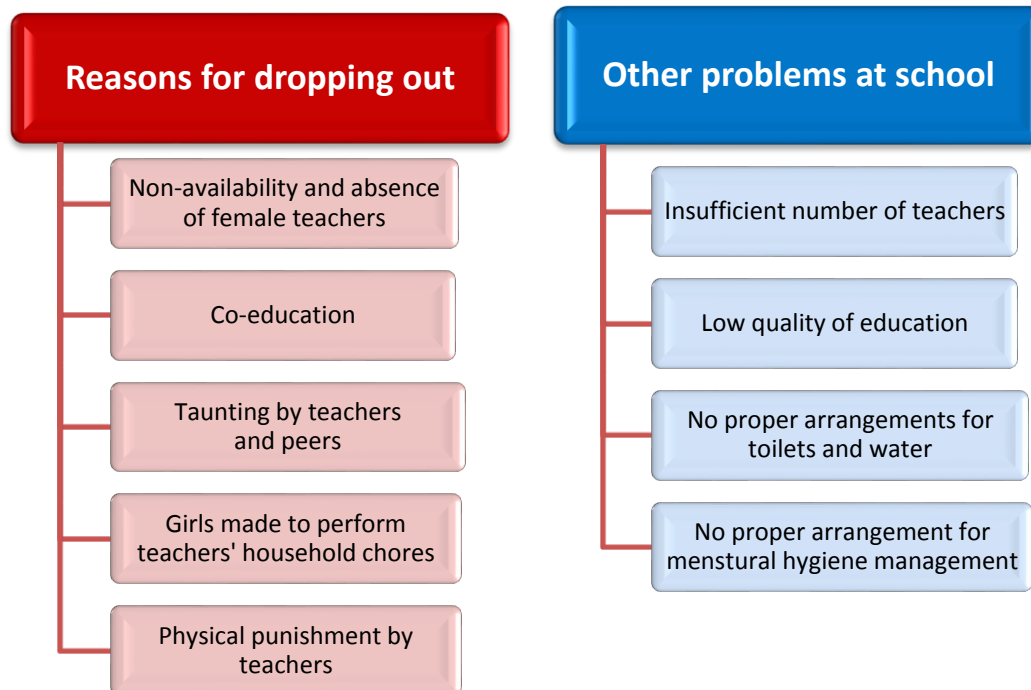 Reasons for dropping out
Non-availability and absence
of female teachers
Co-education
Taunting by teachers
and peers
Girls made to perform
teachers' household chores
Physical punishment by
teachers
Other problems at school
Insufficient number of teachers
Low quality of education
No proper arrangements for
toilets and water
No proper arrangement for
menstural hygiene management